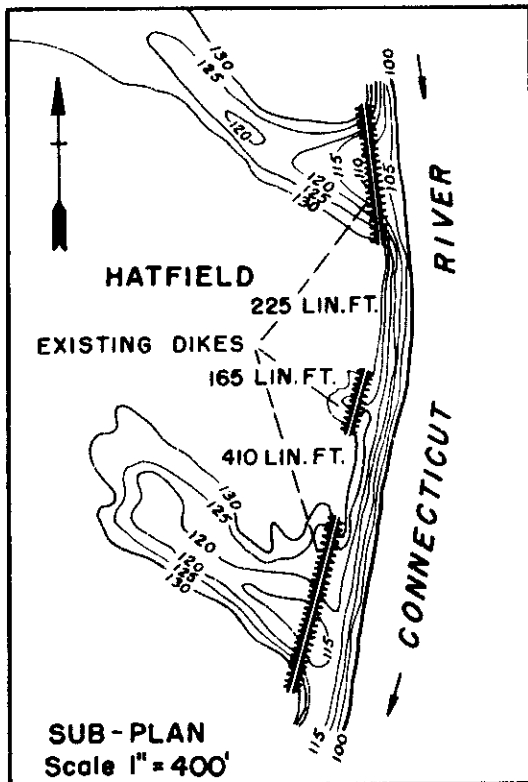 130
125
120
100
115
110
105
120
125
130
RIVER
HATFIELD
225 LIN. FT.
EXISTING DIKES
165 LIN. FT.
410 LIN. FT.
CONNECTICUT
130
125
120
120
125
130
115
115
100
SUB-PLAN
Scale 1" = 400'